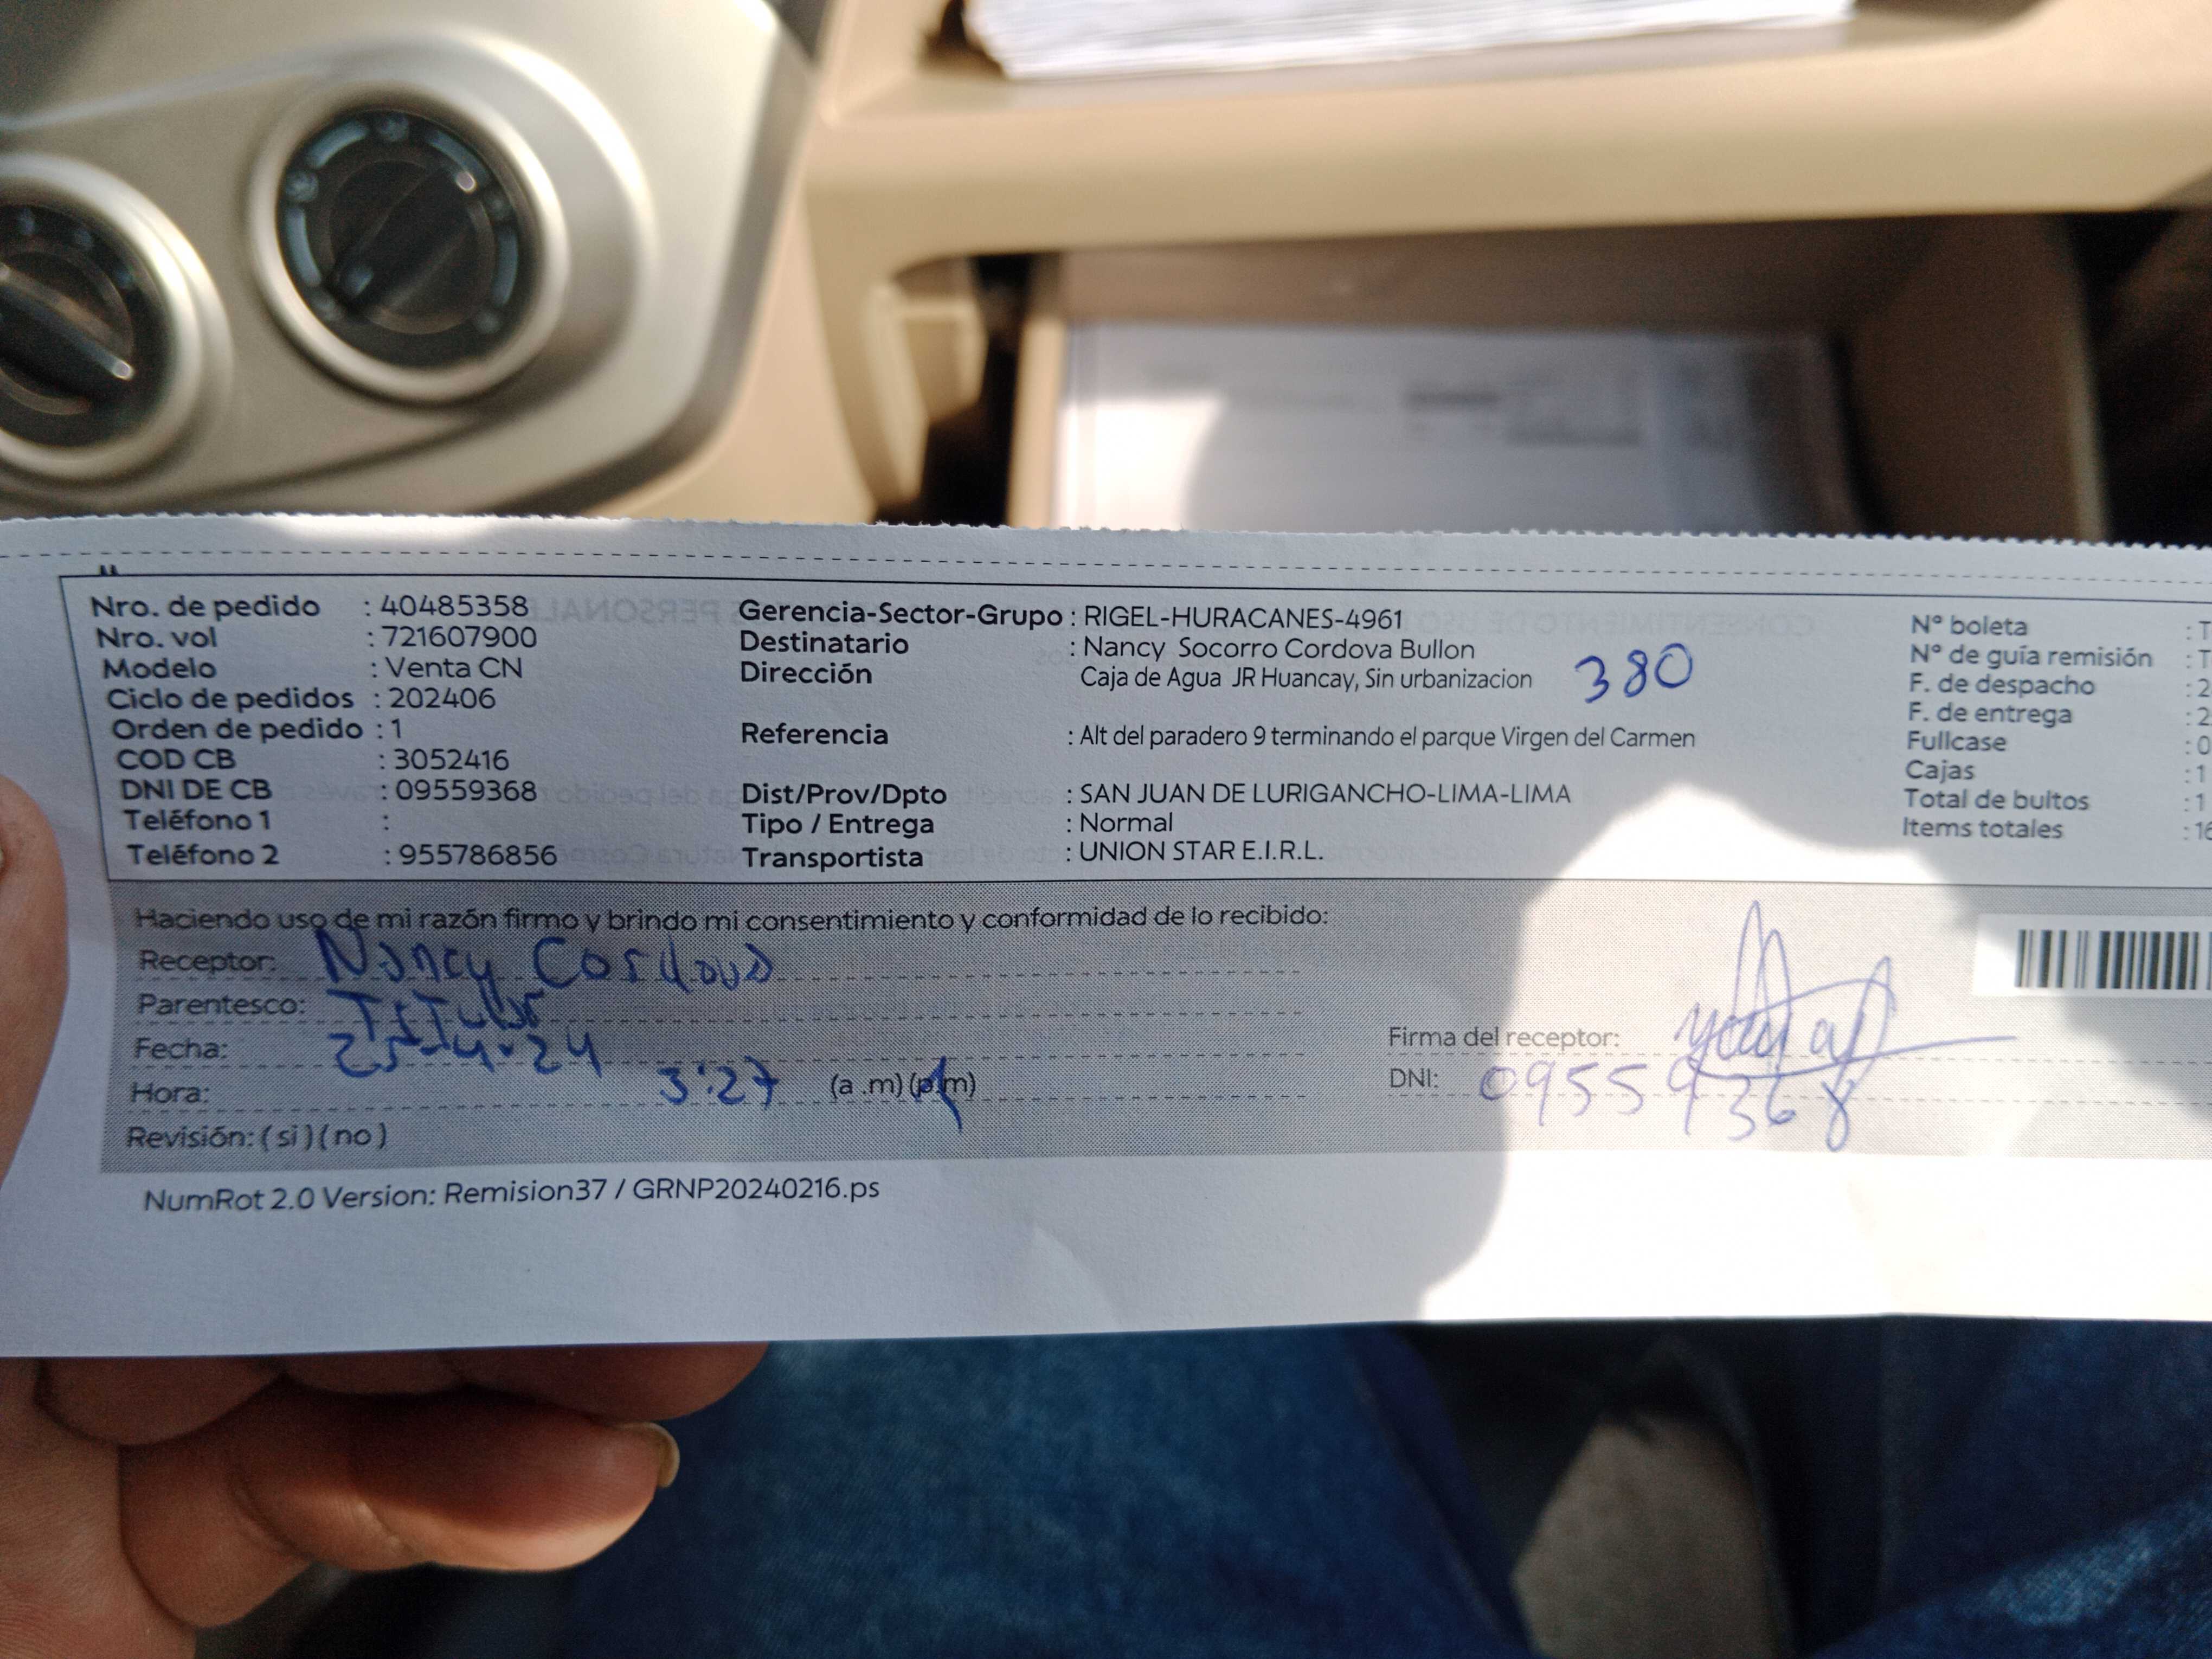 Nro. de pedido : 40485358
Nro. vol : 721607900
Modelo : Venta CN
Ciclo de pedidos : 202406
Orden de pedido : 1
COD CB : 3052416
DNI DE CB : 09559368
Teléfono 1 :
Teléfono 2 : 955786856
Gerencia-Sector-Grupo : RIGEL-HURACANES-4961
Destinatario : Nancy Socorro Cordova Bullon
Dirección Caja de Agua JR Huancay, Sin urbanizacion 380
Referencia : Alt del paradero 9 terminando el parque Virgen del Carmen
Dist/Prov/Dpto : SAN JUAN DE LURIGANCHO-LIMA-LIMA
Tipo / Entrega : Normal
Transportista : UNION STAR E.I.R.L.
N° boleta : T
N° de guía remisión : T
F. de despacho : 2
F. de entrega : 2
Fullcase : 0
Cajas : 1
Total de bultos : 1
Items totales : 16
Haciendo uso de mi razón firmo y brindo mi consentimiento y conformidad de lo recibido:
Receptor: Nancy Cordova
Parentesco: Titular
Fecha: 25-4-24
Hora: 3:27 (a .m) (p.m)
Revisión: ( si ) ( no )
Firma del receptor:
DNI: 09559368
NumRot 2.0 Version: Remision37 / GRNP20240216.ps